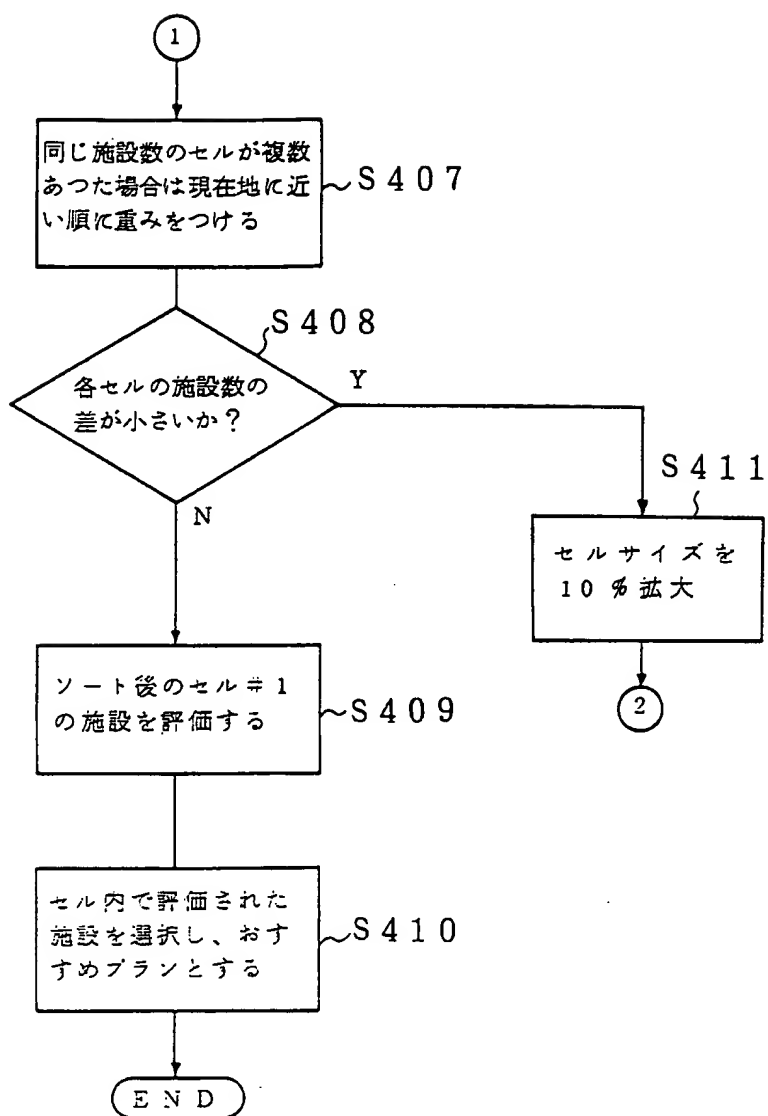 1
同じ施設数のセルが複数
あつた場合は現在地に近
い順に重みをつける
S407
S408
各セルの施設数の
差が小さいか?
Y
N
S411
セルサイズを
10%拡大
2
ソート後のセル#1
の施設を評価する
S409
セル内で評価された
施設を選択し、おす
すめプランとする
S410
END